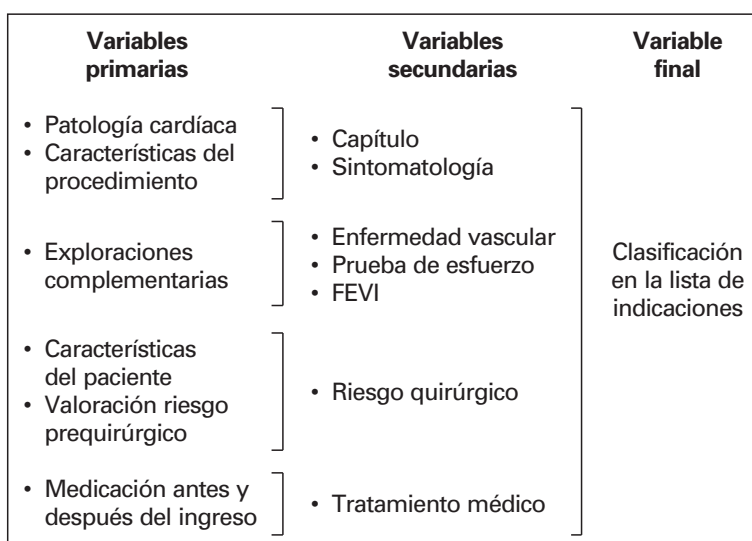 Variables
primarias
Variables
secundarias
Variable
final
• Patología cardíaca
• Características del
procedimiento
• Capítulo
• Sintomatología
• Exploraciones
complementarias
• Enfermedad vascular
• Prueba de esfuerzo
• FEVI
• Características
del paciente
• Valoración riesgo
prequirúrgico
• Riesgo quirúrgico
• Medicación antes y
después del ingreso
• Tratamiento médico
Clasificación
en la lista de
indicaciones